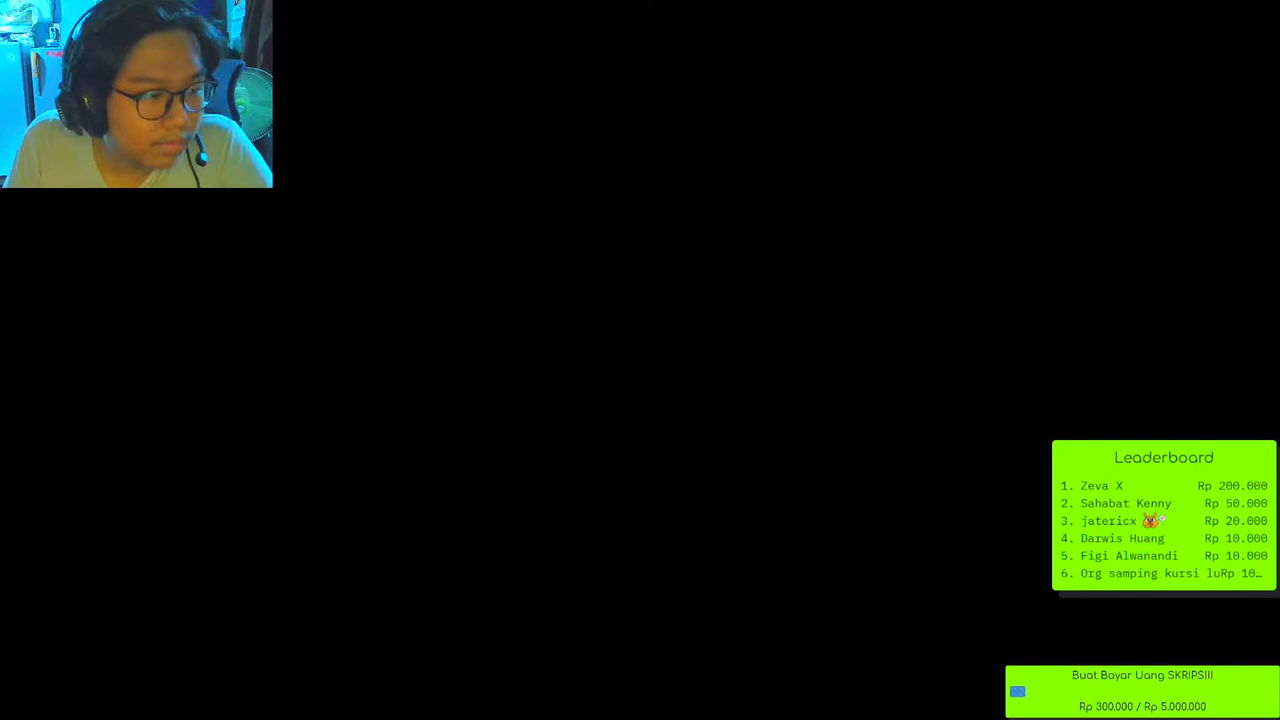 Leaderboard
1. Zeva X Rp 200.000
2. Sahabat Kenny Rp 50.000
3. jatericx Rp 20.000
4. Darwis Huang Rp 10.000
5. Figi Alwanandi Rp 10.000
6. Org samping kursi luRp 10…
Buat Bayar Uang SKRIPSIII
Rp 300.000 / Rp 5.000.000